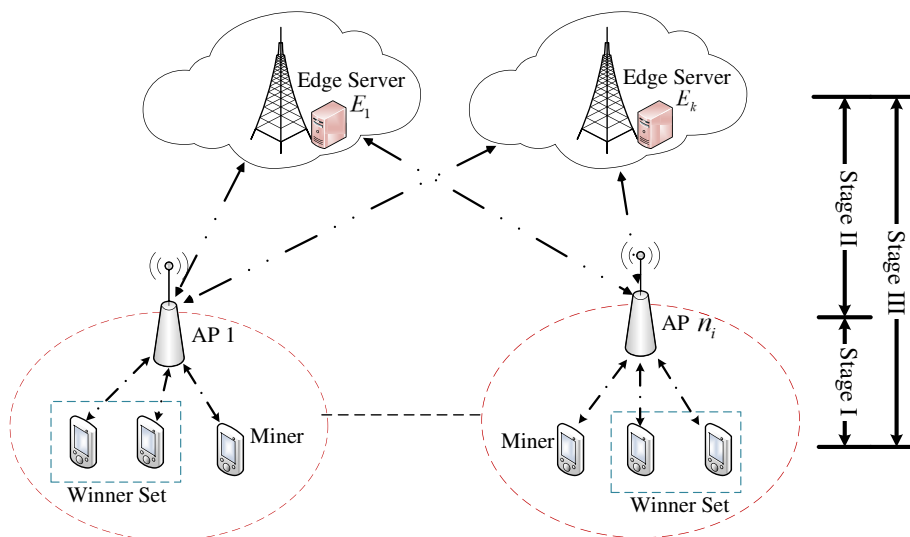 Edge Server
E₁
Edge Server
Eₖ
Stage II
Stage III
Stage I
AP 1
AP nᵢ
Miner
Miner
Winner Set
Winner Set